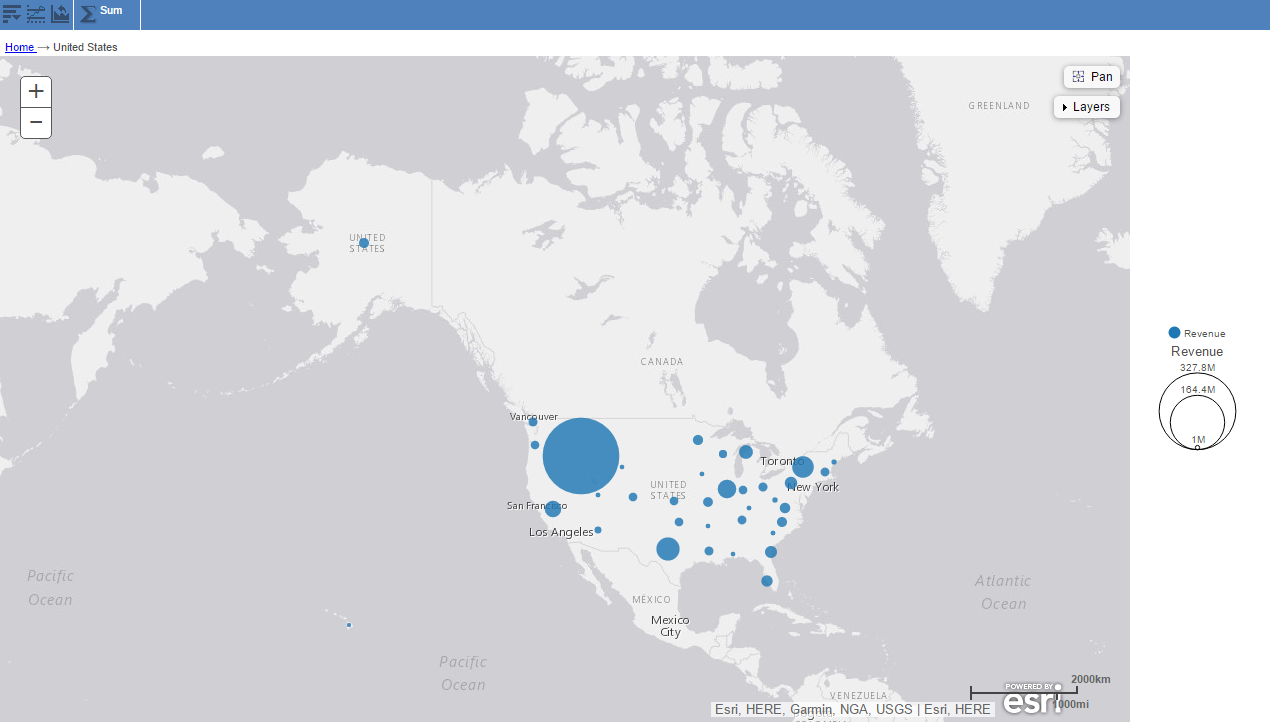 Sum
Home → United States
+
−
Pan
Layers
GREENLAND
UNITED
STATES
CANADA
Vancouver
Toronto
UNITED
STATES
New York
San Francisco
Los Angeles
Pacific
Ocean
Atlantic
Ocean
MÉXICO
Mexico
City
Pacific
Ocean
VENEZUELA
Revenue
Revenue
327.8M
164.4M
1M
2000km
1000mi
POWERED BY
esri
Esri, HERE, Garmin, NGA, USGS | Esri, HERE